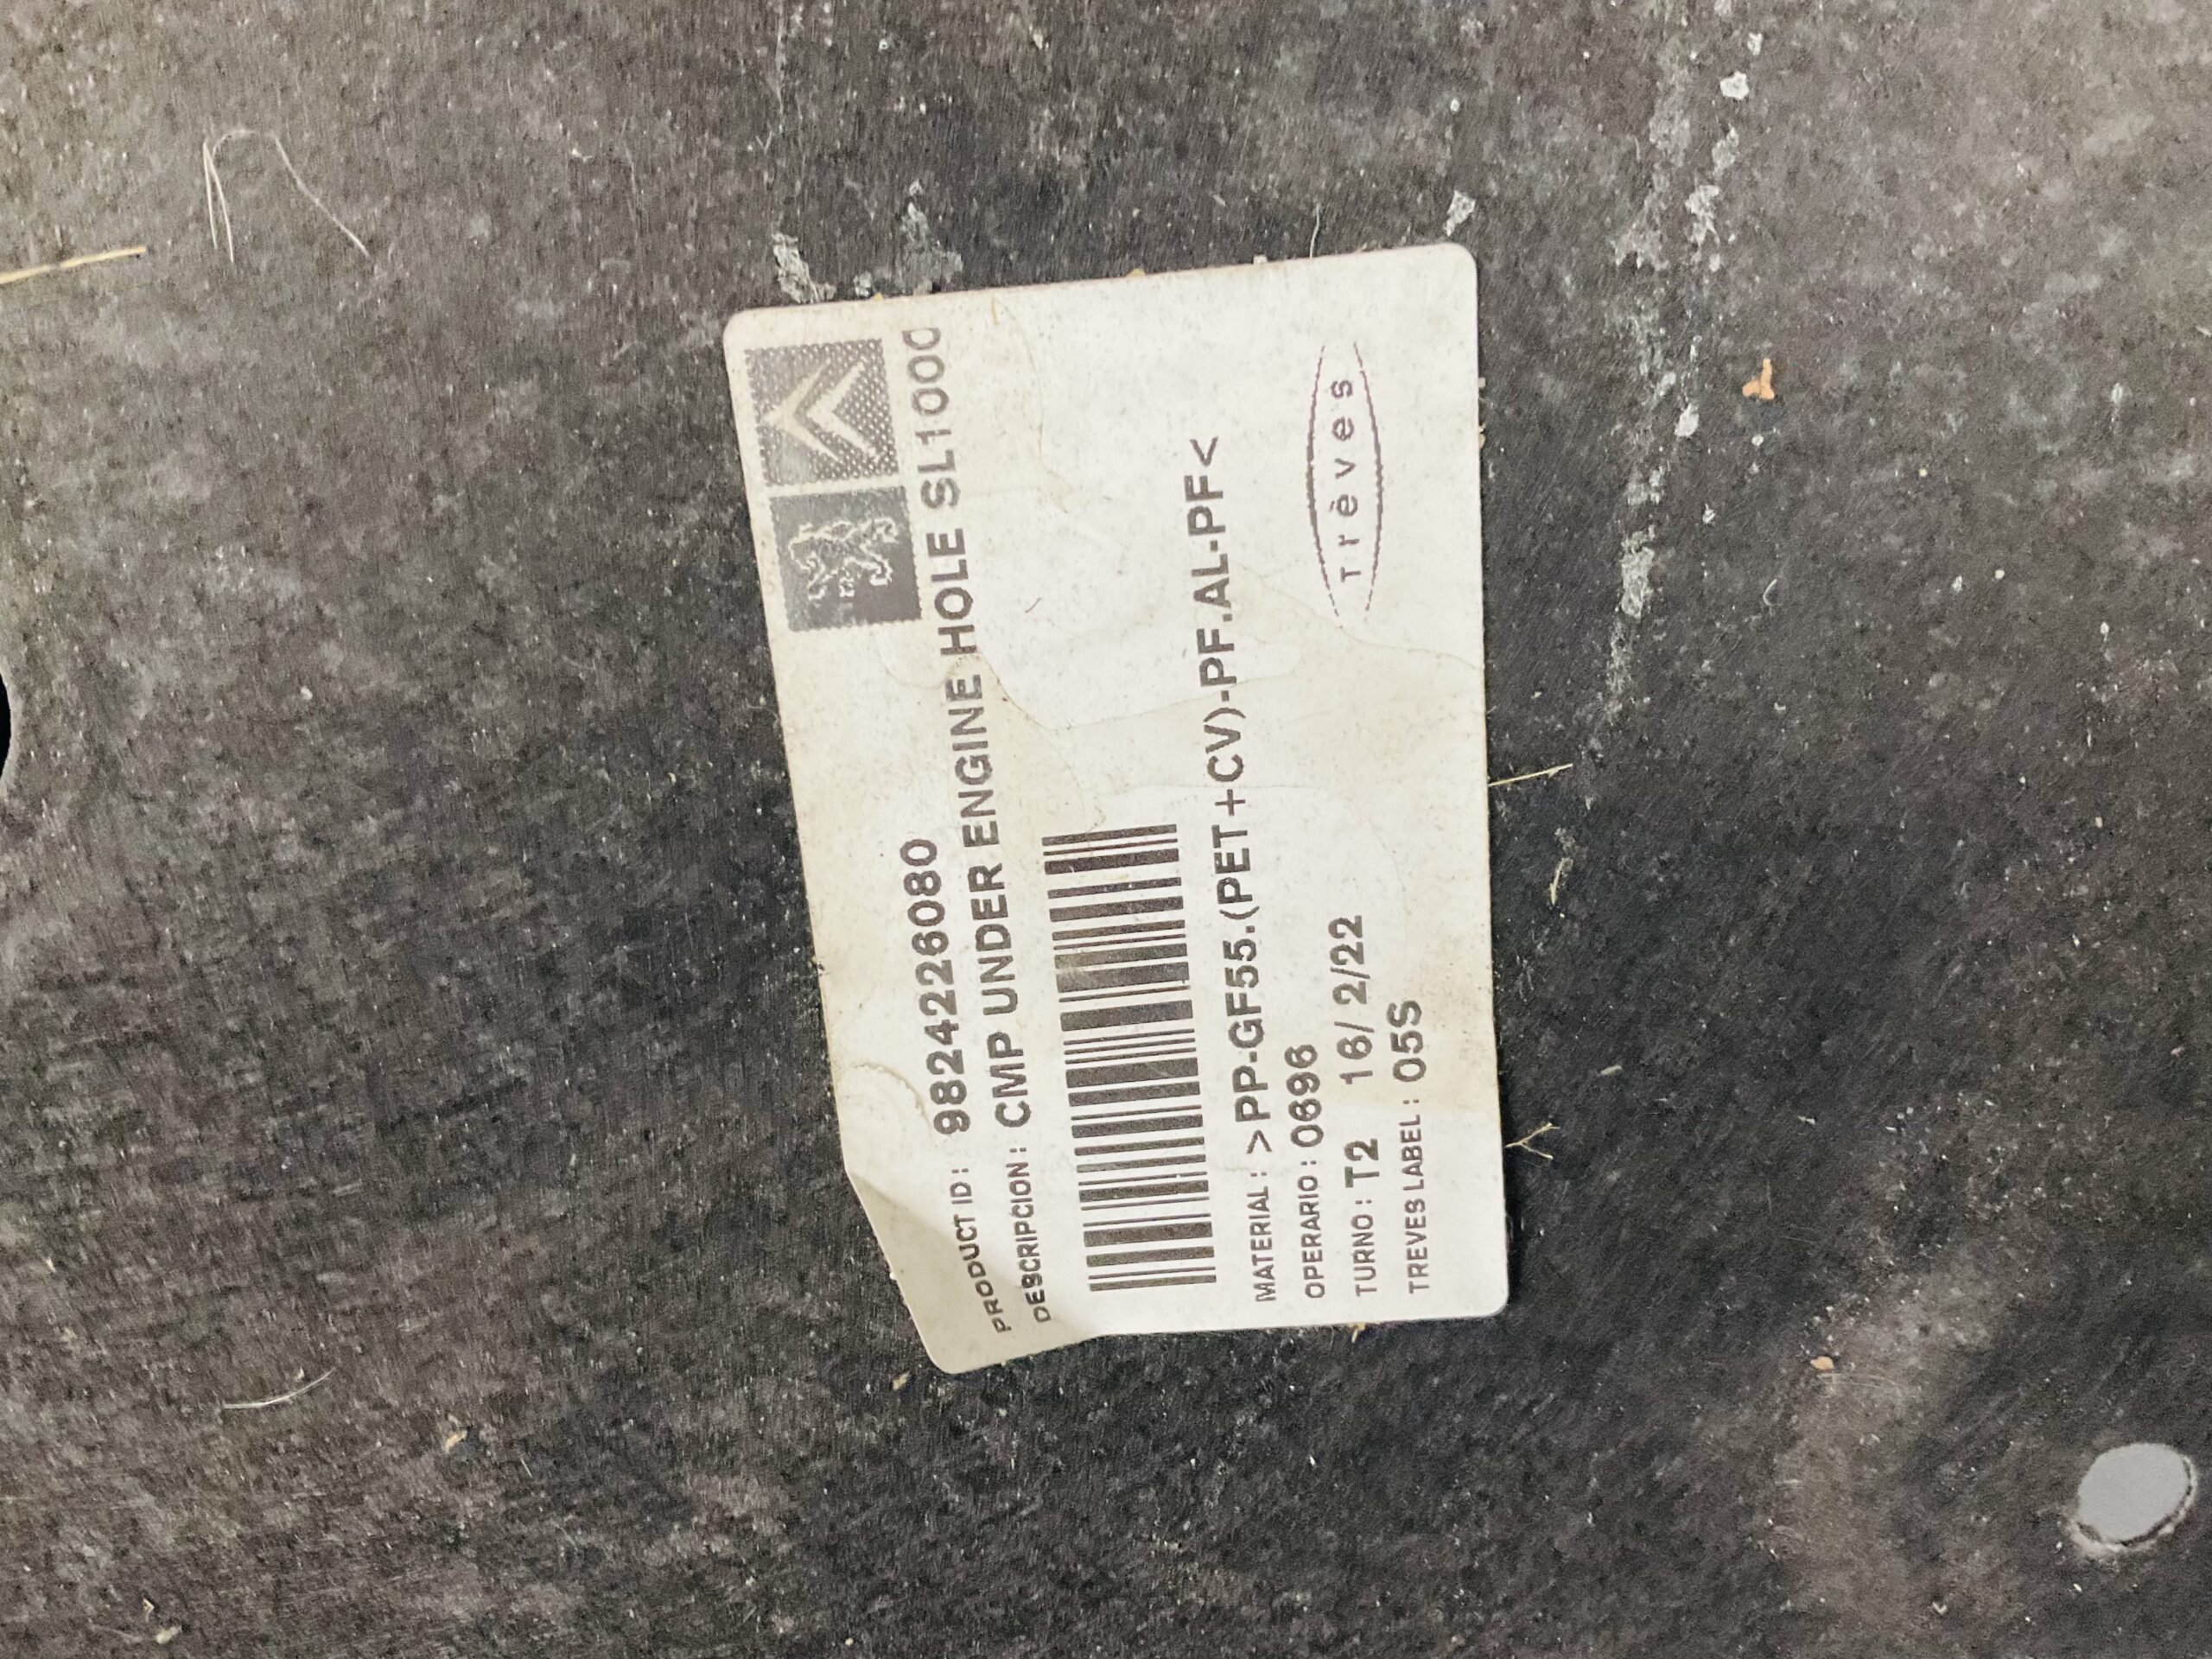 PRODUCT ID: 9824226080
DESCRIPCION: CMP UNDER ENGINE HOLE SL1000
MATERIAL: >PP-GF55.(PET+CV)-PF.AL-PF<
OPERARIO: 0696
TURNO: T2 16/ 2/22
TREVES LABEL: 05S
Trèves